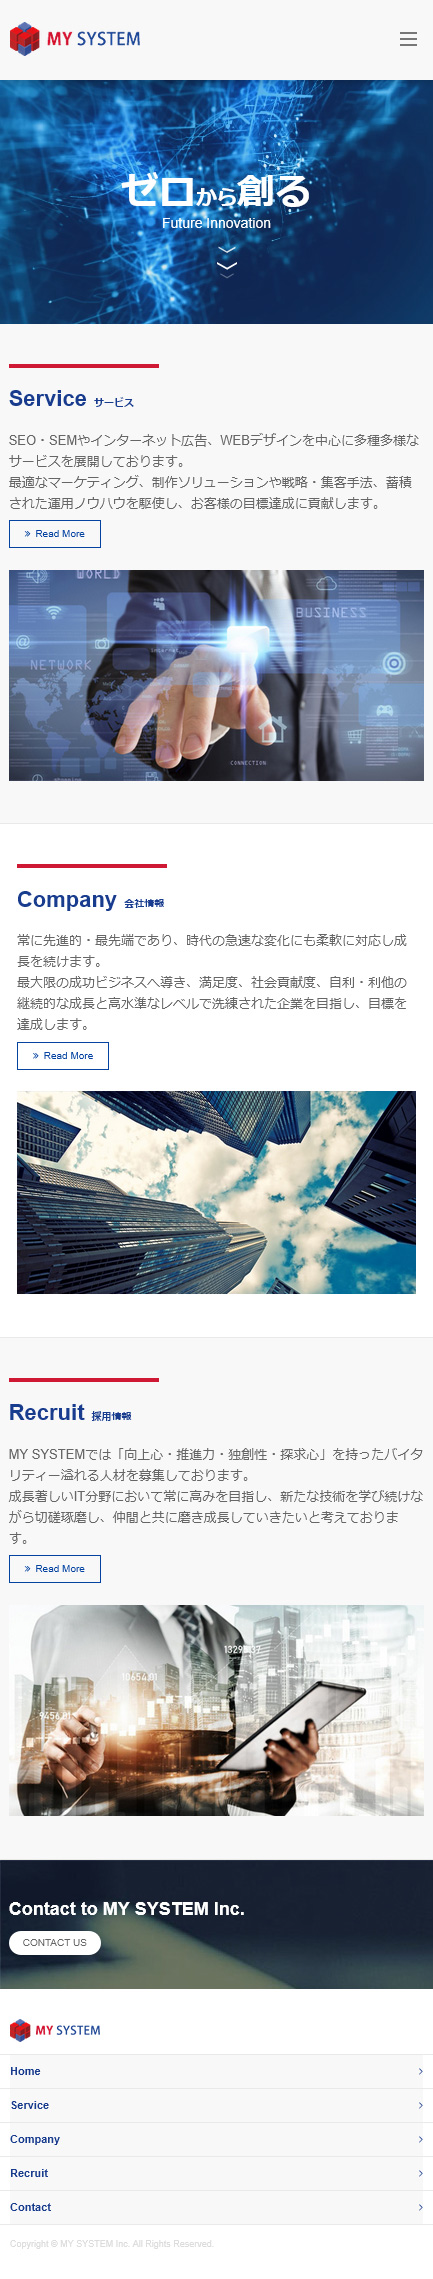 MY SYSTEM
ゼロから創る
Future Innovation
Service サービス
SEO・SEMやインターネット広告、WEBデザインを中心に多種多様な
サービスを展開しております。
最適なマーケティング、制作ソリューションや戦略・集客手法、蓄積
された運用ノウハウを駆使し、お客様の目標達成に貢献します。
» Read More
WORLD
BUSINESS
NETWORK
CONNECTION
Company 会社情報
常に先進的・最先端であり、時代の急速な変化にも柔軟に対応し成
長を続けます。
最大限の成功ビジネスへ導き、満足度、社会貢献度、自利・利他の
継続的な成長と高水準なレベルで洗練された企業を目指し、目標を
達成します。
» Read More
Recruit 採用情報
MY SYSTEMでは「向上心・推進力・独創性・探求心」を持ったバイタ
リティー溢れる人材を募集しております。
成長著しいIT分野において常に高みを目指し、新たな技術を学び続けな
がら切磋琢磨し、仲間と共に磨き成長していきたいと考えておりま
す。
» Read More
10654.01
9456.01
Contact to MY SYSTEM Inc.
CONTACT US
MY SYSTEM
Home
Service
Company
Recruit
Contact
Copyright © MY SYSTEM Inc. All Rights Reserved.